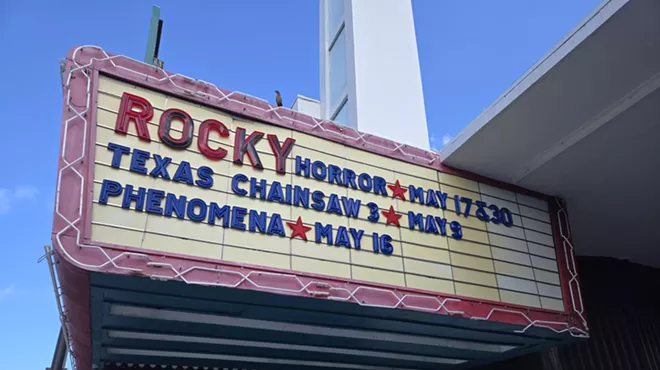 ROCKY HORROR★MAY 17&30
TEXAS CHAINSAW 3★MAY 9
PHENOMENA★MAY 16